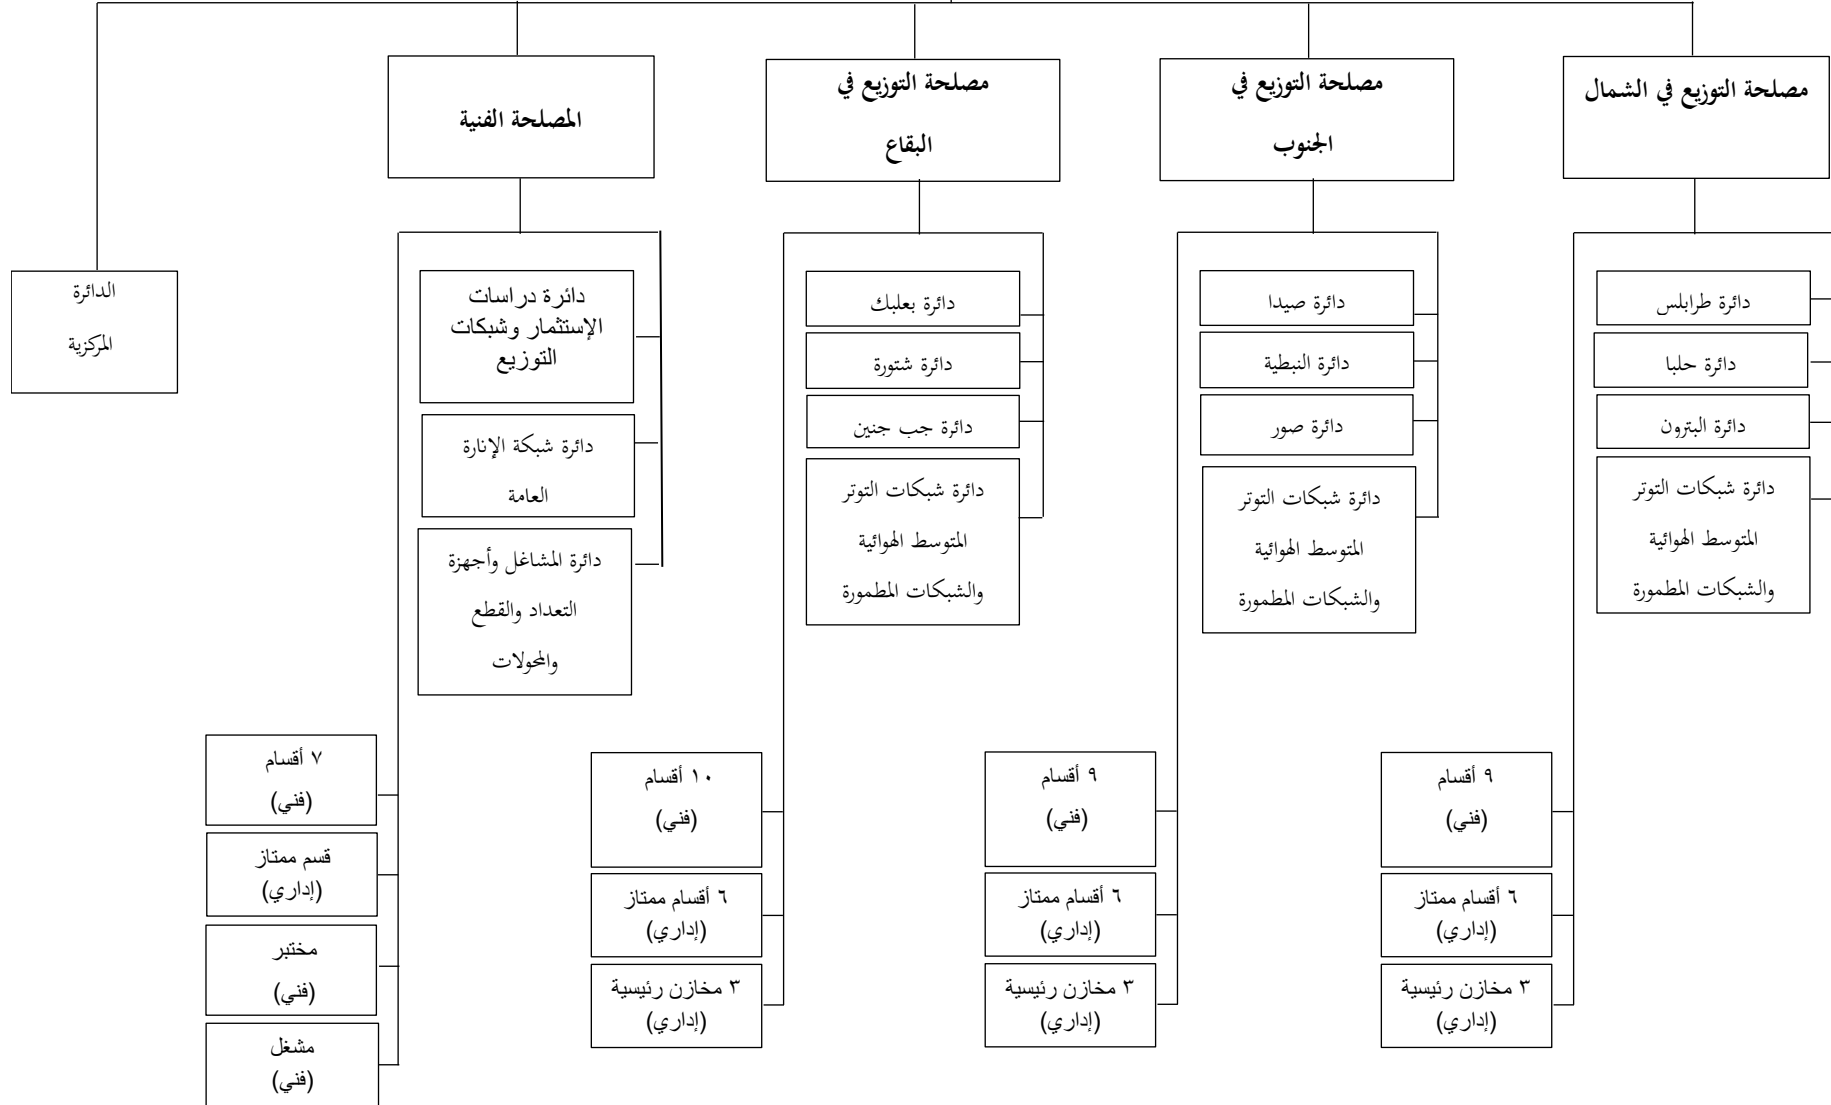 مصلحة التوزيع في الشمال
مصلحة التوزيع في
الجنوب
مصلحة التوزيع في
البقاع
المصلحة الفنية
الدائرة
المركزية
دائرة طرابلس
دائرة حلبا
دائرة البترون
دائرة شبكات التوتر
المتوسط الهوائية
والشبكات المطمورة
٩ أقسام
(فني)
٦ أقسام ممتاز
(إداري)
٣ مخازن رئيسية
(إداري)
دائرة صيدا
دائرة النبطية
دائرة صور
دائرة شبكات التوتر
المتوسط الهوائية
والشبكات المطمورة
٩ أقسام
(فني)
٦ أقسام ممتاز
(إداري)
٣ مخازن رئيسية
(إداري)
دائرة بعلبك
دائرة شتورة
دائرة جب جنين
دائرة شبكات التوتر
المتوسط الهوائية
والشبكات المطمورة
١٠ أقسام
(فني)
٦ أقسام ممتاز
(إداري)
٣ مخازن رئيسية
(إداري)
دائرة دراسات
الإستثمار وشبكات
التوزيع
دائرة شبكة الإنارة
العامة
دائرة المشاغل وأجهزة
التعداد والقطع
والمحولات
٧ أقسام
(فني)
قسم ممتاز
(إداري)
مختبر
(فني)
مشغل
(فني)